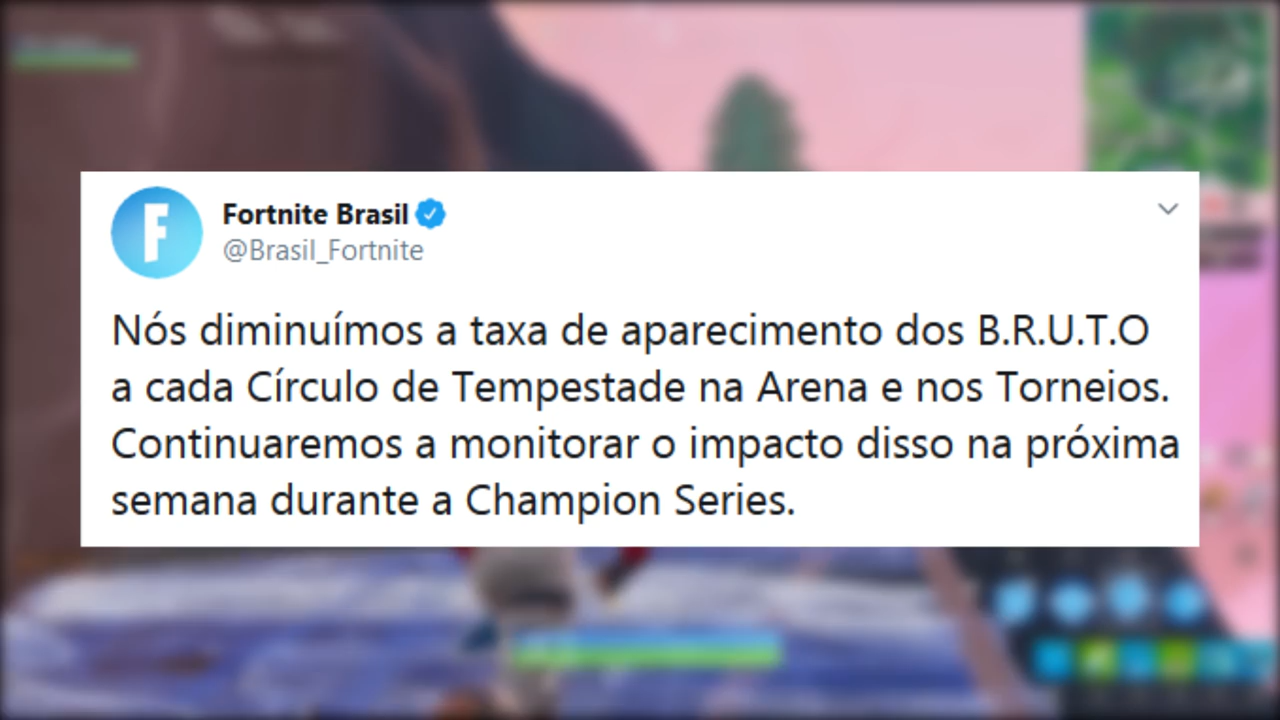 F
Fortnite Brasil
@Brasil_Fortnite
Nós diminuímos a taxa de aparecimento dos B.R.U.T.O
a cada Círculo de Tempestade na Arena e nos Torneios.
Continuaremos a monitorar o impacto disso na próxima
semana durante a Champion Series.